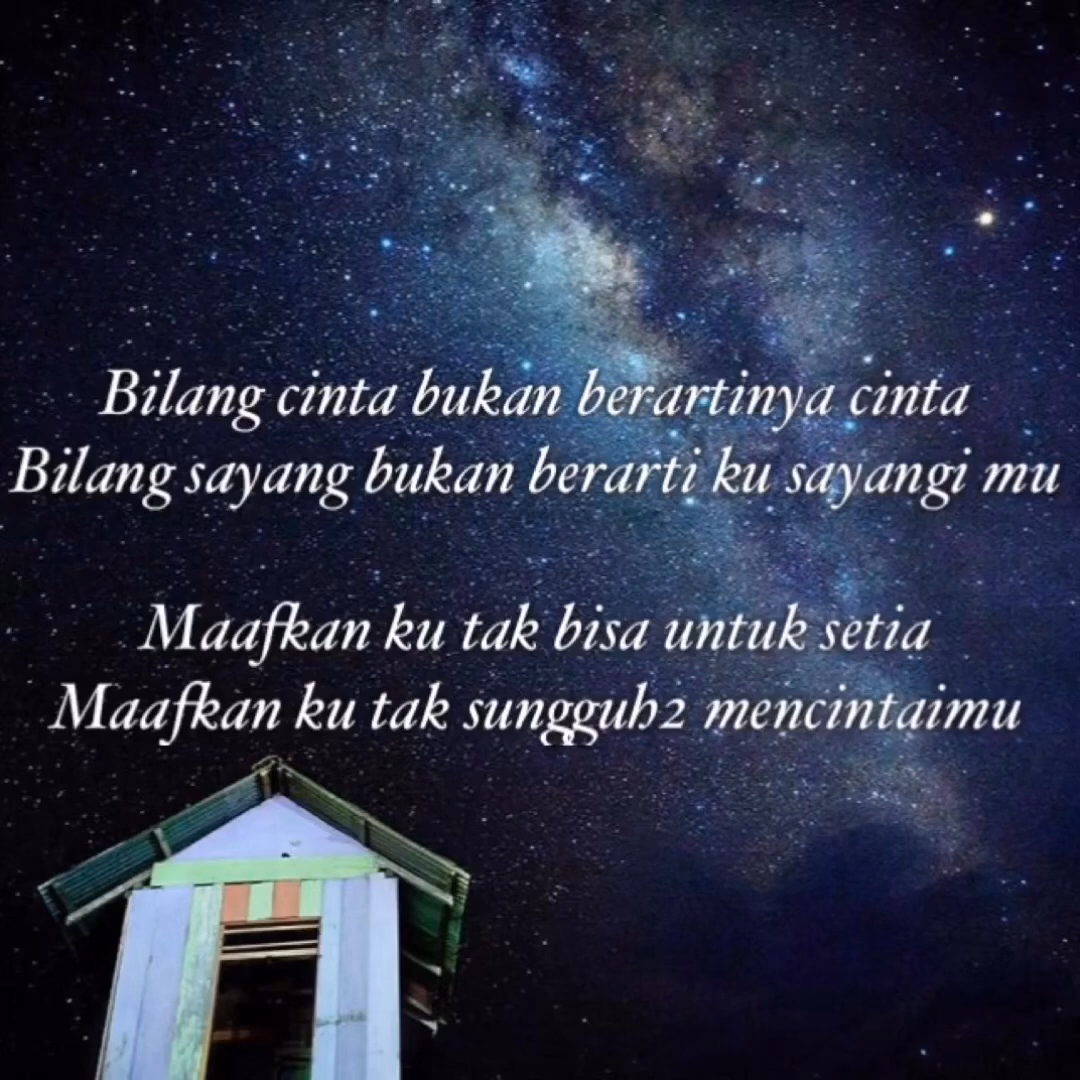 Bilang cinta bukan berartinya cinta
Bilang sayang bukan berarti ku sayangi mu
Maafkan ku tak bisa untuk setia
Maafkan ku tak sungguh2 mencintaimu